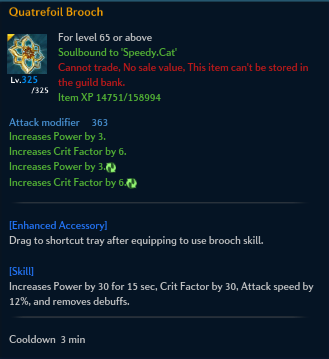 Quatrefoil Brooch
For level 65 or above
Soulbound to 'Speedy.Cat'
Cannot trade. No sale value. This item can't be stored in
the guild bank.
Item XP 14751/158994
Lv.325
/325
Attack modifier 363
Increases Power by 3.
Increases Crit Factor by 6.
Increases Power by 3.
Increases Crit Factor by 6.
[Enhanced Accessory]
Drag to shortcut tray after equipping to use brooch skill.
[Skill]
Increases Power by 30 for 15 sec, Crit Factor by 30, Attack speed by
12%, and removes debuffs.
Cooldown 3 min